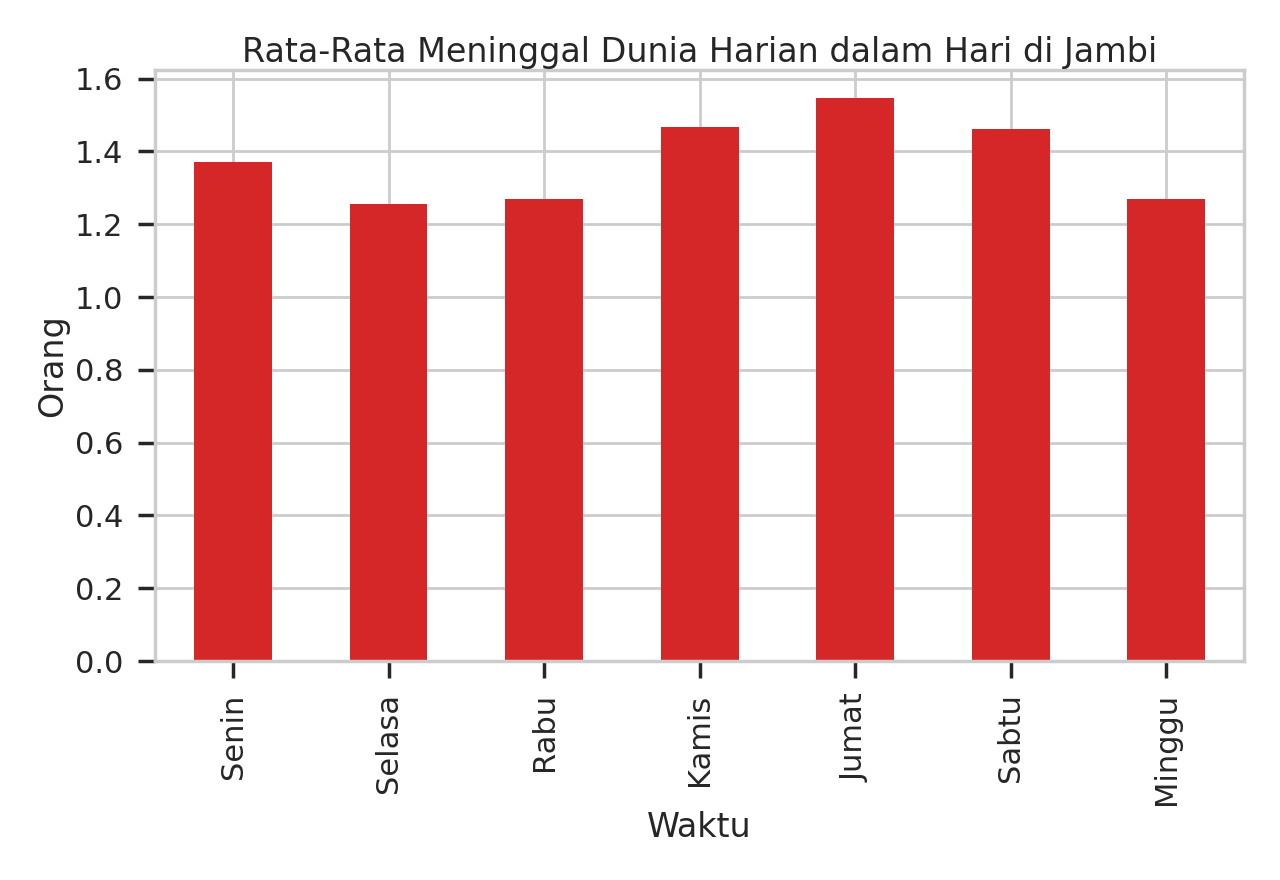 Rata-Rata Meninggal Dunia Harian dalam Hari di Jambi
1.6
1.4
1.2
1.0
0.8
0.6
0.4
0.2
0.0
Orang
Senin
Selasa
Rabu
Kamis
Jumat
Sabtu
Minggu
Waktu